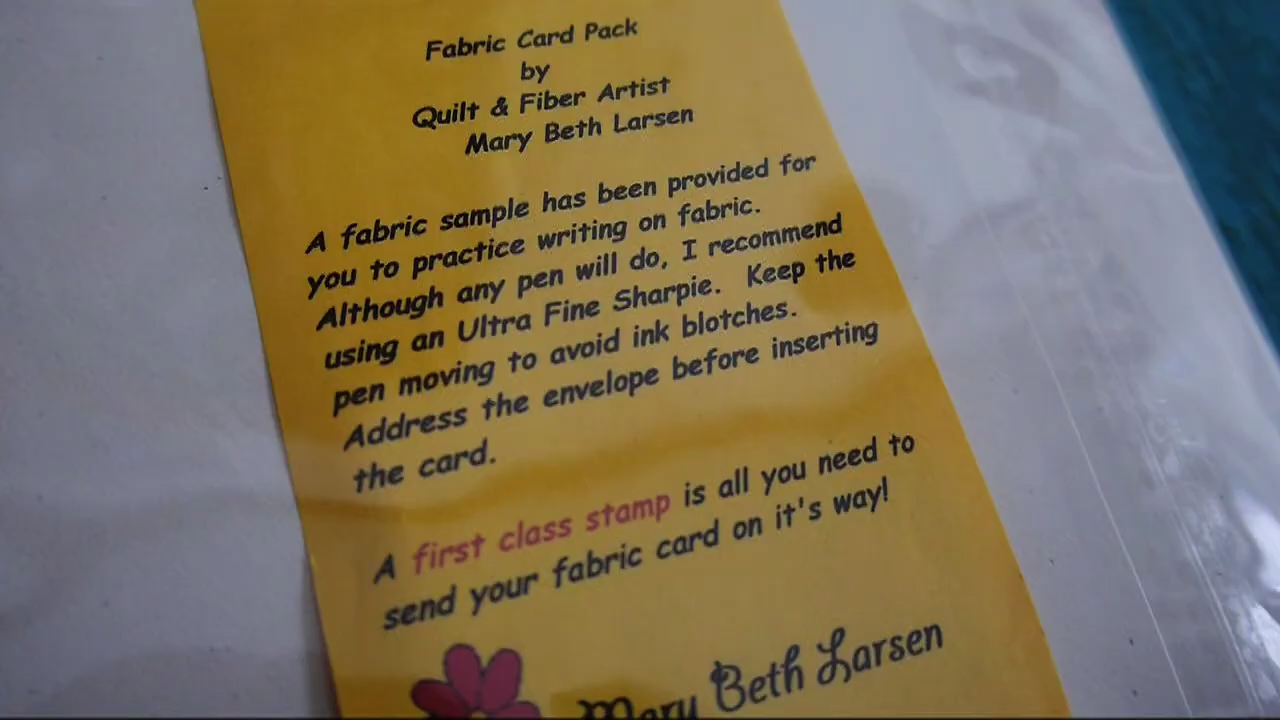 Fabric Card Pack
by
Quilt & Fiber Artist
Mary Beth Larsen
A fabric sample has been provided for
you to practice writing on fabric.
Although any pen will do, I recommend
using an Ultra Fine Sharpie. Keep the
pen moving to avoid ink blotches.
Address the envelope before inserting
the card.
A first class stamp is all you need to
send your fabric card on it's way!
Mary Beth Larsen